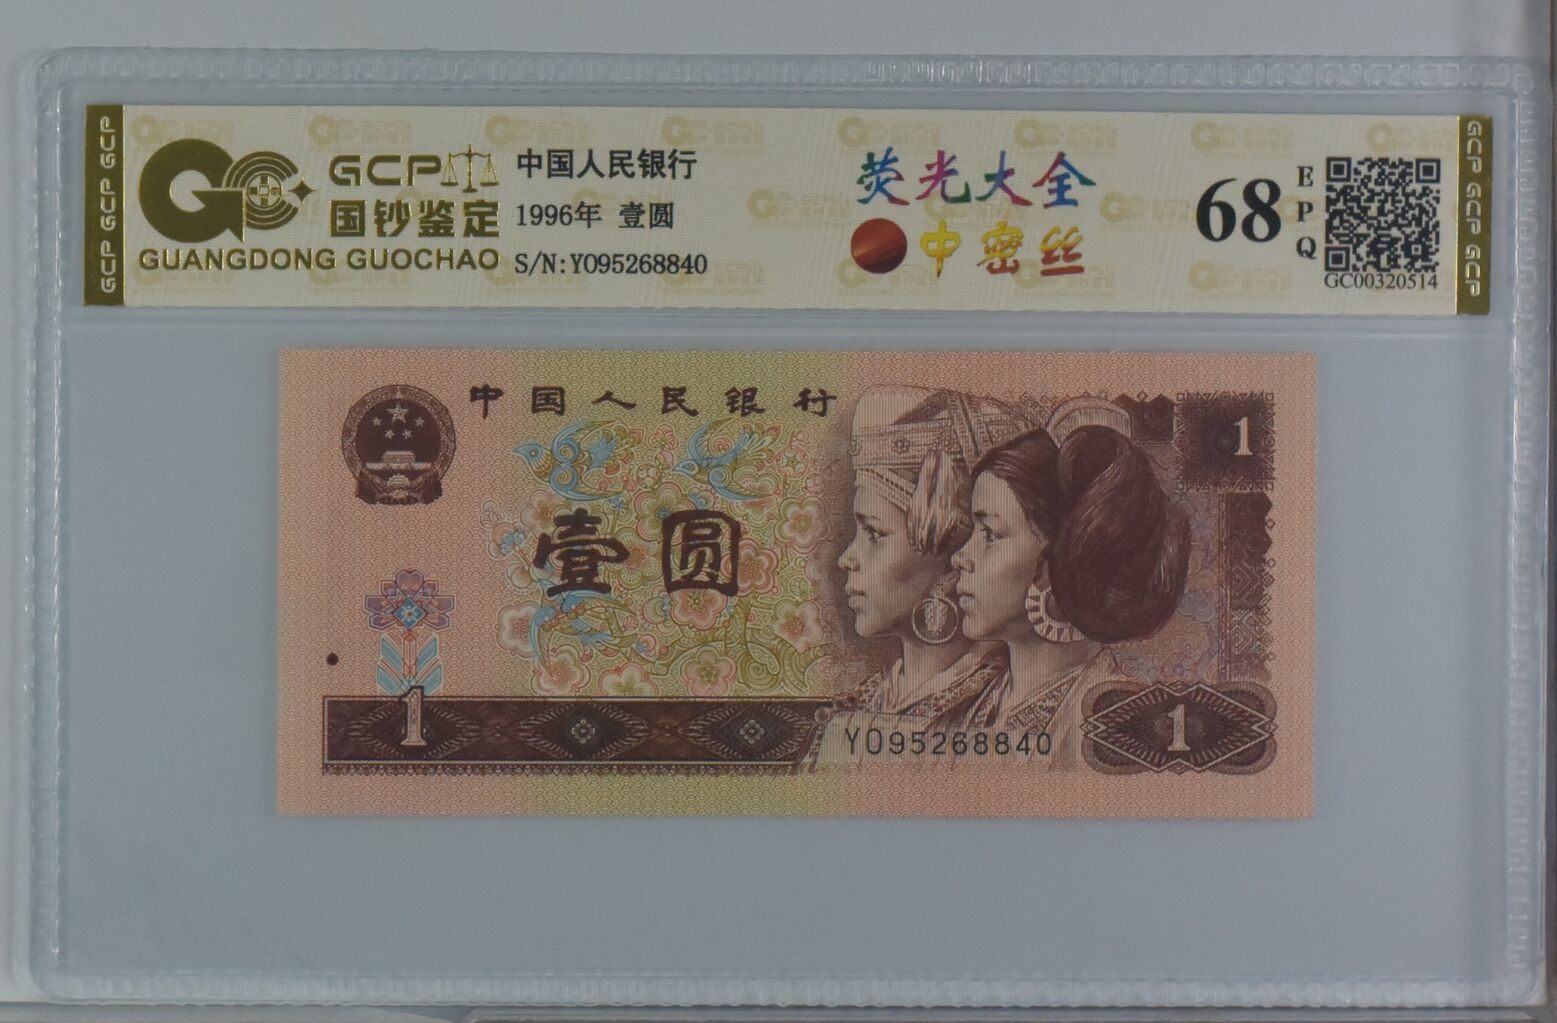 GCP
国钞鉴定
GUANGDONG GUOCHAO
中国人民银行
1996年 壹圆
S/N:Y095268840
荧光大全
中密丝
68
EPQ
GC00320514
GCP GCP GCP
GCP GCP GCP
中国人民银行
1
壹圆
1
Y095268840
1